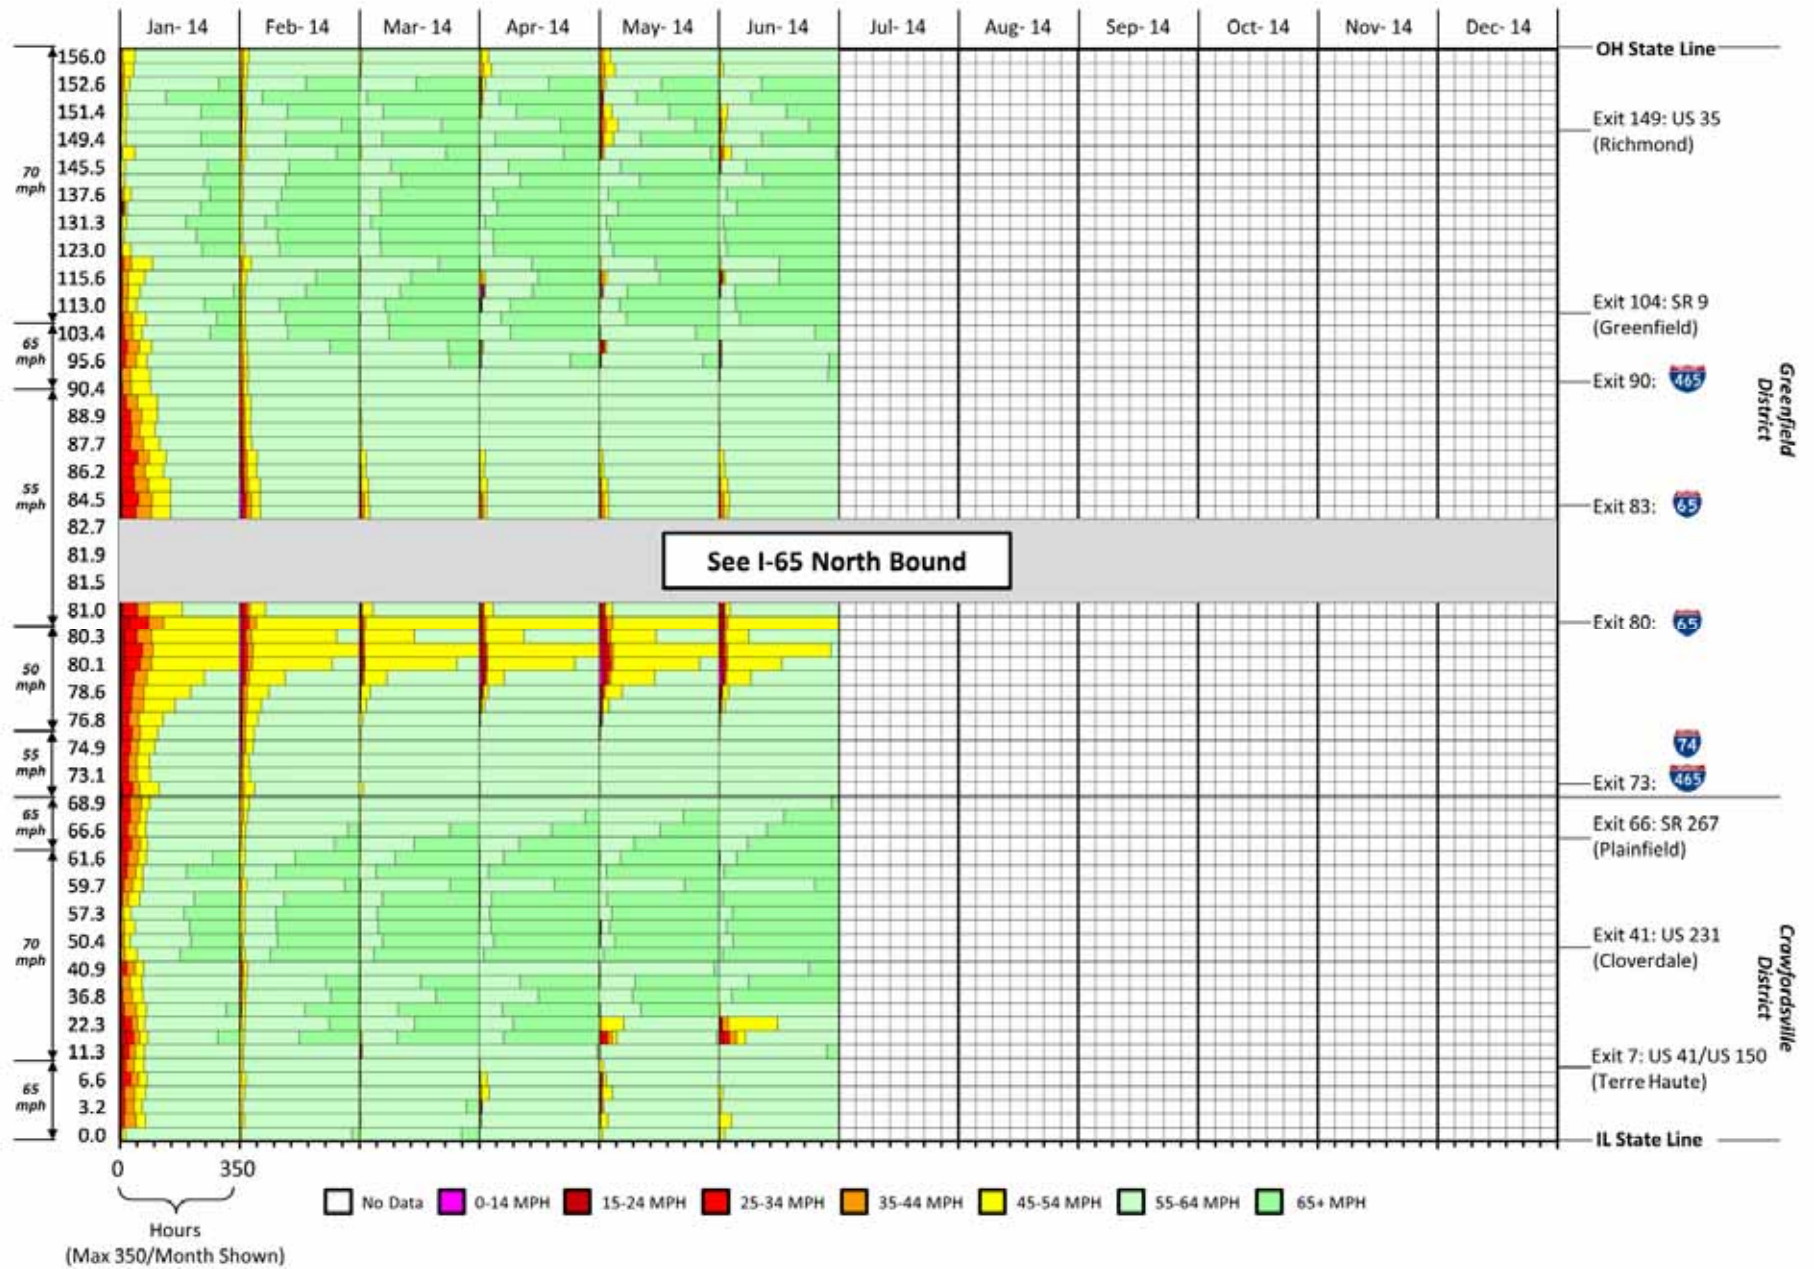 Jan- 14 Feb- 14 Mar- 14 Apr- 14 May- 14 Jun- 14 Jul- 14 Aug- 14 Sep- 14 Oct- 14 Nov- 14 Dec- 14
156.0
152.6
151.4
149.4
145.5
137.6
131.3
123.0
115.6
113.0
103.4
95.6
90.4
88.9
87.7
86.2
84.5
82.7
81.9
81.5
81.0
80.3
80.1
78.6
76.8
74.9
73.1
68.9
66.6
61.6
59.7
57.3
50.4
40.9
36.8
22.3
11.3
6.6
3.2
0.0
70
mph
65
mph
55
mph
50
mph
55
mph
65
mph
70
mph
65
mph
See I-65 North Bound
OH State Line
Exit 149: US 35
(Richmond)
Exit 104: SR 9
(Greenfield)
Exit 90: 465
Exit 83: 65
Exit 80: 65
74
Exit 73: 465
Exit 66: SR 267
(Plainfield)
Exit 41: US 231
(Cloverdale)
Exit 7: US 41/US 150
(Terre Haute)
IL State Line
Greenfield
District
Crawfordsville
District
0 350
Hours
(Max 350/Month Shown)
No Data 0-14 MPH 15-24 MPH 25-34 MPH 35-44 MPH 45-54 MPH 55-64 MPH 65+ MPH